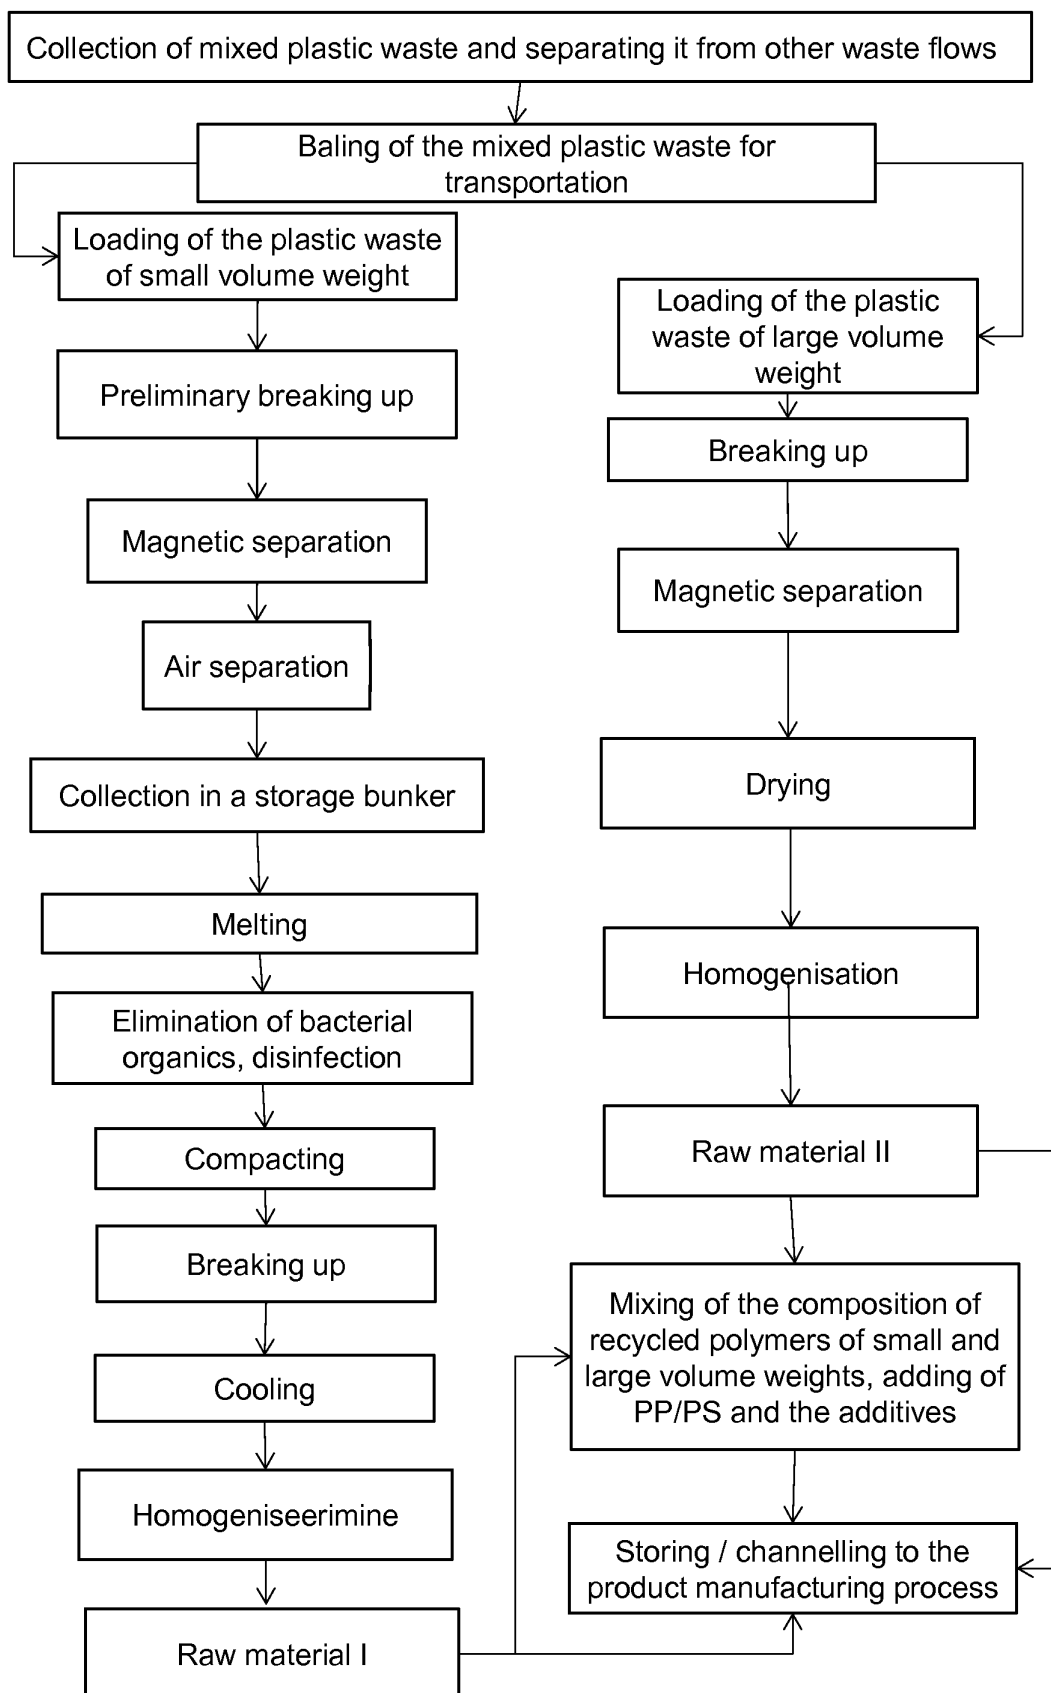 Collection of mixed plastic waste and separating it from other waste flows
Baling of the mixed plastic waste for
transportation
Loading of the plastic waste
of small volume weight
Preliminary breaking up
Magnetic separation
Air separation
Collection in a storage bunker
Melting
Elimination of bacterial
organics, disinfection
Compacting
Breaking up
Cooling
Homogeniseerimine
Raw material I
Loading of the plastic
waste of large volume
weight
Breaking up
Magnetic separation
Drying
Homogenisation
Raw material II
Mixing of the composition of
recycled polymers of small and
large volume weights, adding of
PP/PS and the additives
Storing / channelling to the
product manufacturing process